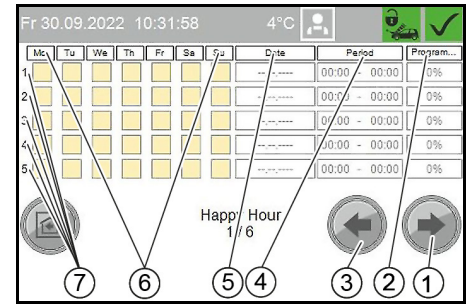 Fr 30.09.2022 10:31:58 4°C
Mo Tu We Th Fr Sa Su Date Period Program...
1 --.--.---- 00:00 - 00:00 0%
2 --.--.---- 00:00 - 00:00 0%
3 --.--.---- 00:00 - 00:00 0%
4 --.--.---- 00:00 - 00:00 0%
5 --.--.---- 00:00 - 00:00 0%
Happy Hour
1 / 6
7 6 5 4 3 2 1